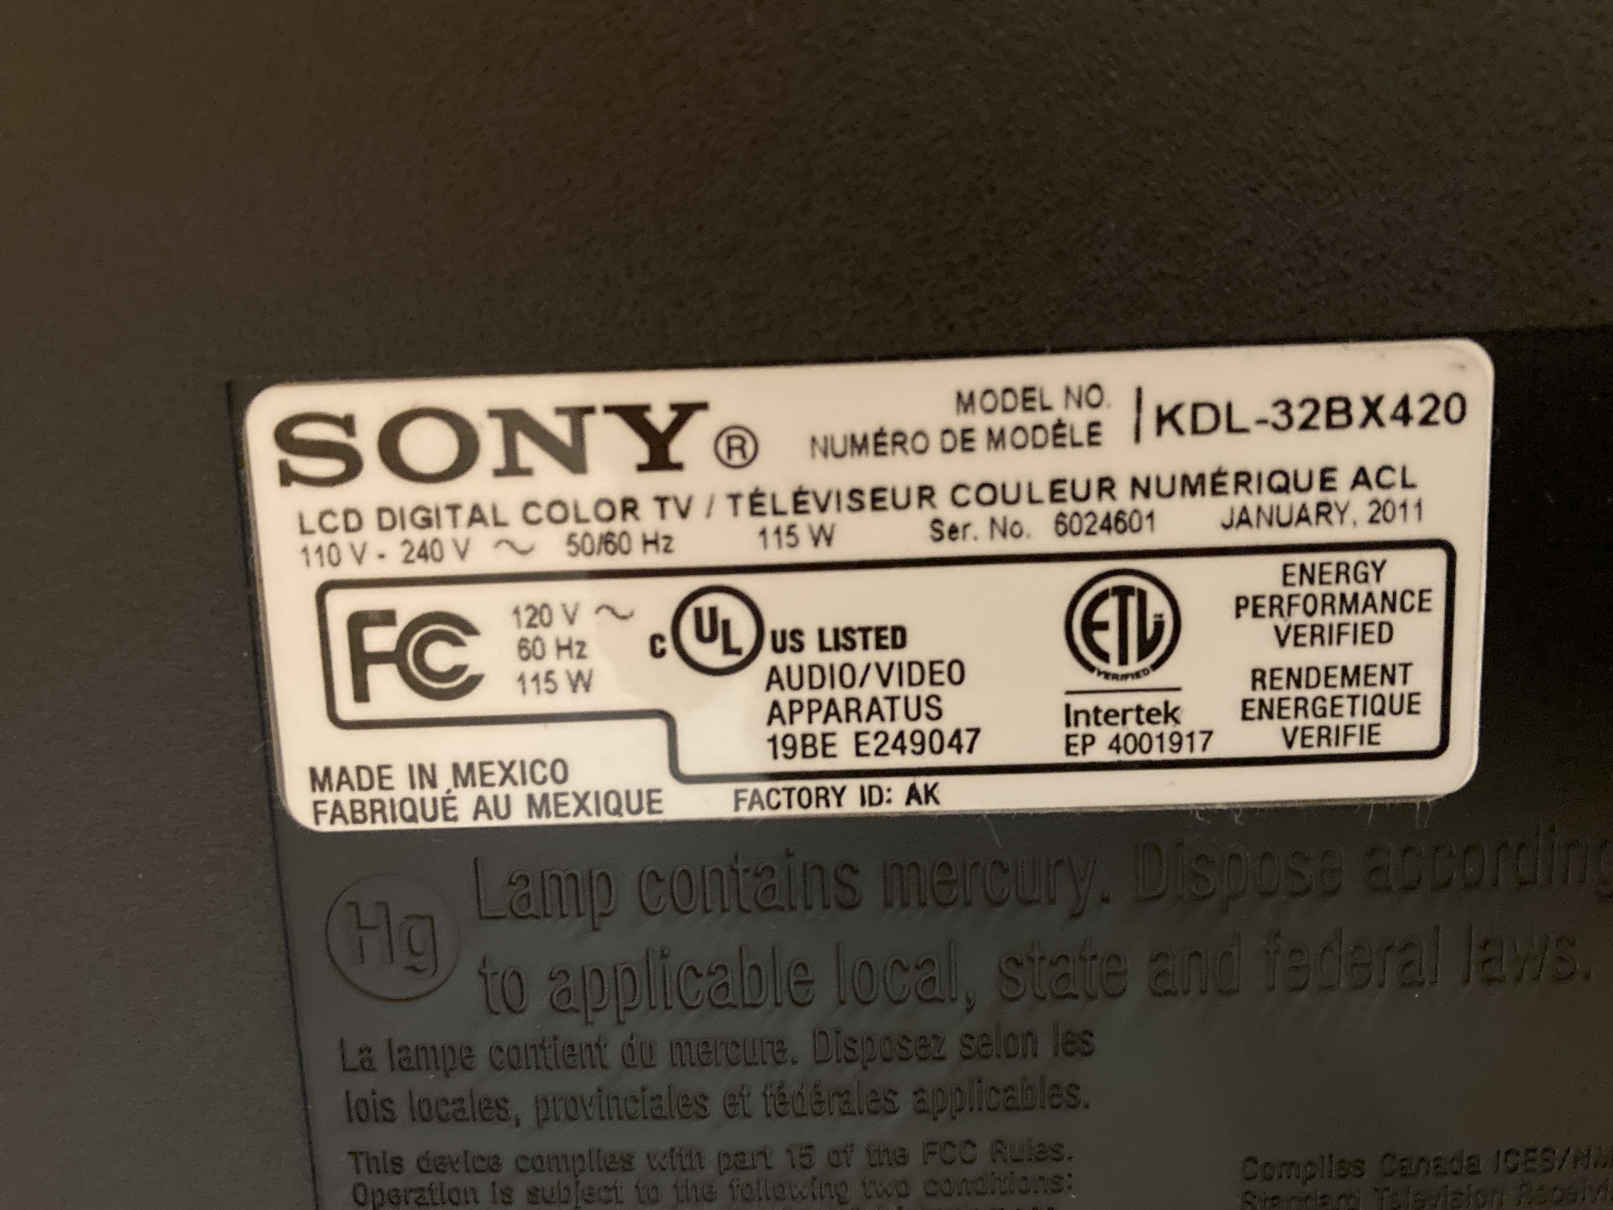 SONY®
MODEL NO.
NUMÉRO DE MODÈLE
KDL-32BX420
LCD DIGITAL COLOR TV / TÉLÉVISEUR COULEUR NUMÉRIQUE ACL
110 V - 240 V ~ 50/60 Hz 115 W Ser. No. 6024601 JANUARY, 2011
FC
120 V ~
60 Hz
115 W
C UL US LISTED
AUDIO/VIDEO
APPARATUS
19BE E249047
ETL
VERIFIED
Intertek
EP 4001917
ENERGY
PERFORMANCE
VERIFIED
RENDEMENT
ENERGETIQUE
VERIFIE
MADE IN MEXICO
FABRIQUÉ AU MEXIQUE
FACTORY ID: AK
Hg
Lamp contains mercury. Dispose according
to applicable local, state and federal laws.
La lampe contient du mercure. Disposez selon les
lois locales, provinciales et fédérales applicables.
This device complies with part 15 of the FCC Rules.
Operation is subject to the following two conditions:
Complies Canada ICES/NM
Standard Television Receivi